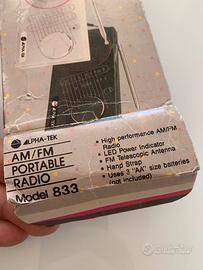 ALPHA-TEK
AM/FM
PORTABLE
RADIO
Model 833
• High performance AM/FM
Radio
• LED Power Indicator
• FM Telescopic Antenna
• Hand Strap
• Uses 3 "AA" size batteries
(not included)
subito